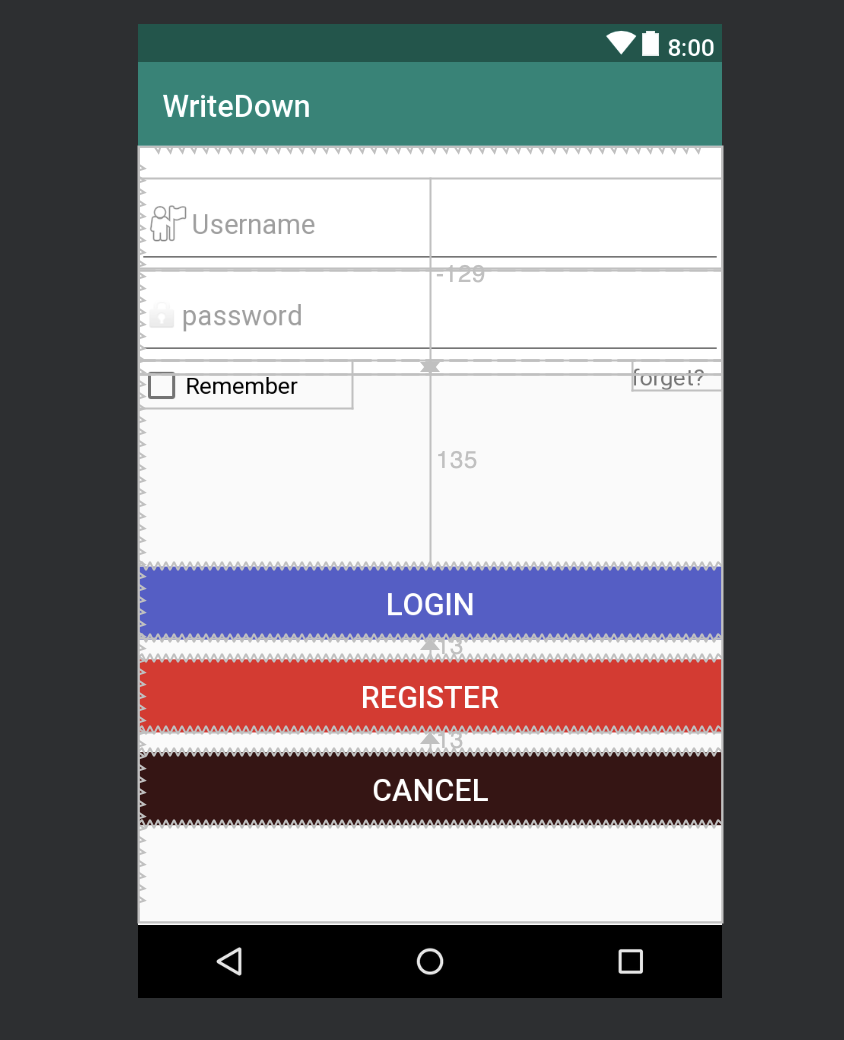 8:00
WriteDown
Username
-129
password
Remember
forget?
135
LOGIN
13
REGISTER
13
CANCEL